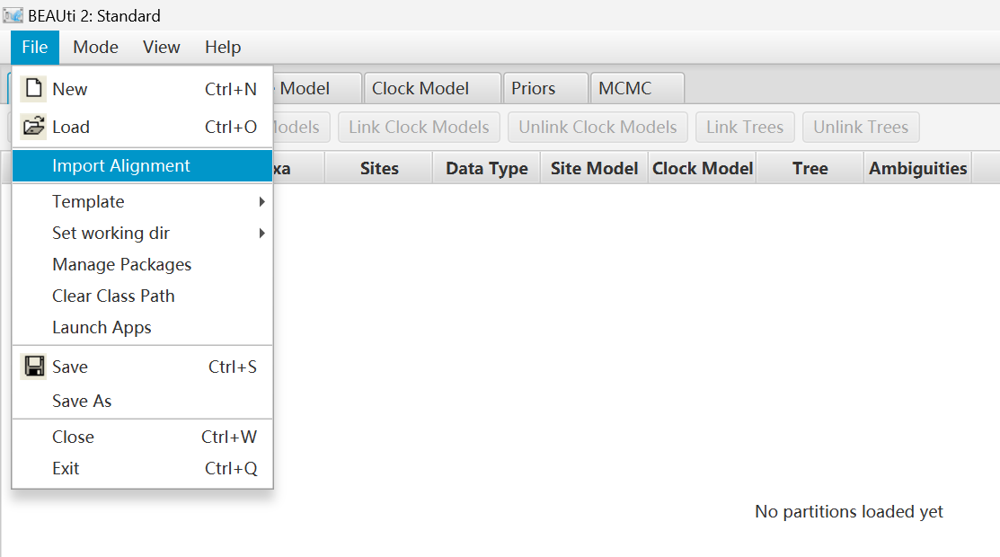 BEAUti 2: Standard
File Mode View Help
New Ctrl+N
Model Clock Model Priors MCMC
Load Ctrl+O
Link Clock Models Unlink Clock Models Link Trees Unlink Trees
Import Alignment
Sites Data Type Site Model Clock Model Tree Ambiguities
Template
Set working dir
Manage Packages
Clear Class Path
Launch Apps
Save Ctrl+S
Save As
Close Ctrl+W
Exit Ctrl+Q
No partitions loaded yet